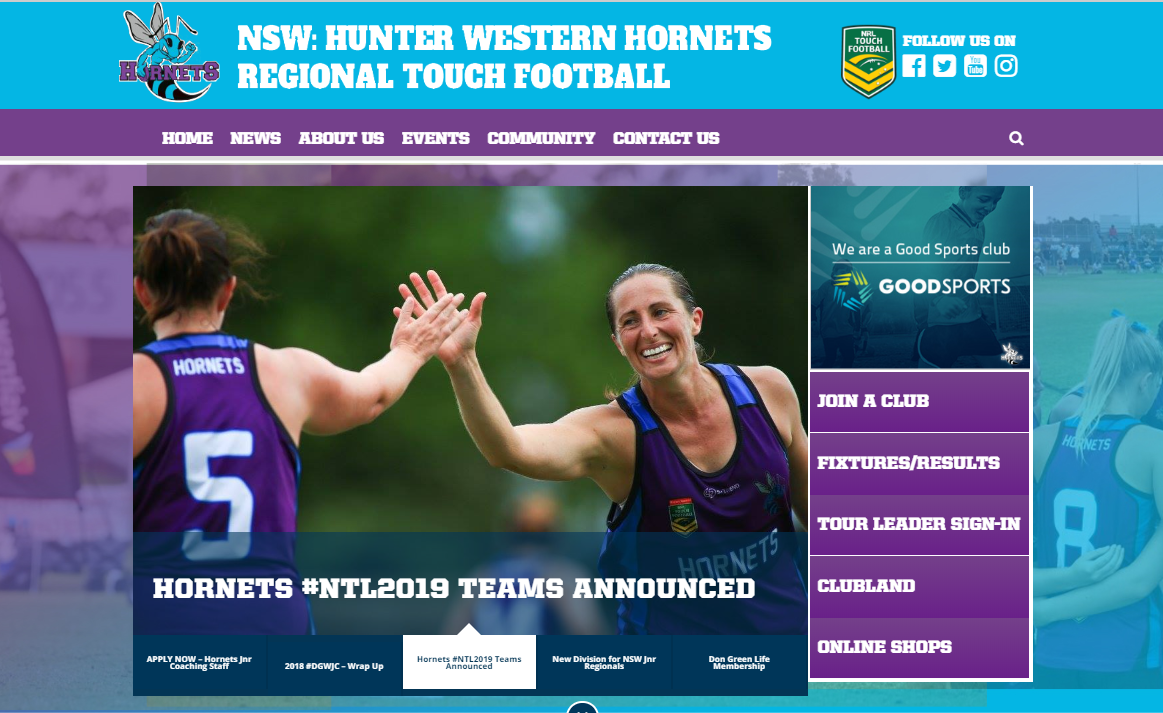 HORNETS
NSW: HUNTER WESTERN HORNETS
REGIONAL TOUCH FOOTBALL
NRL
TOUCH
FOOTBALL
FOLLOW US ON
You
Tube
HOME NEWS ABOUT US EVENTS COMMUNITY CONTACT US
HORNETS
5
HORNETS
We are a Good Sports club
GOODSPORTS
JOIN A CLUB
FIXTURES/RESULTS
TOUR LEADER SIGN-IN
CLUBLAND
ONLINE SHOPS
HORNETS
8
HORNETS #NTL2019 TEAMS ANNOUNCED
APPLY NOW – Hornets Jnr
Coaching Staff
2018 #DGWJC – Wrap Up
Hornets #NTL2019 Teams
Announced
New Division for NSW Jnr
Regionals
Don Green Life
Membership